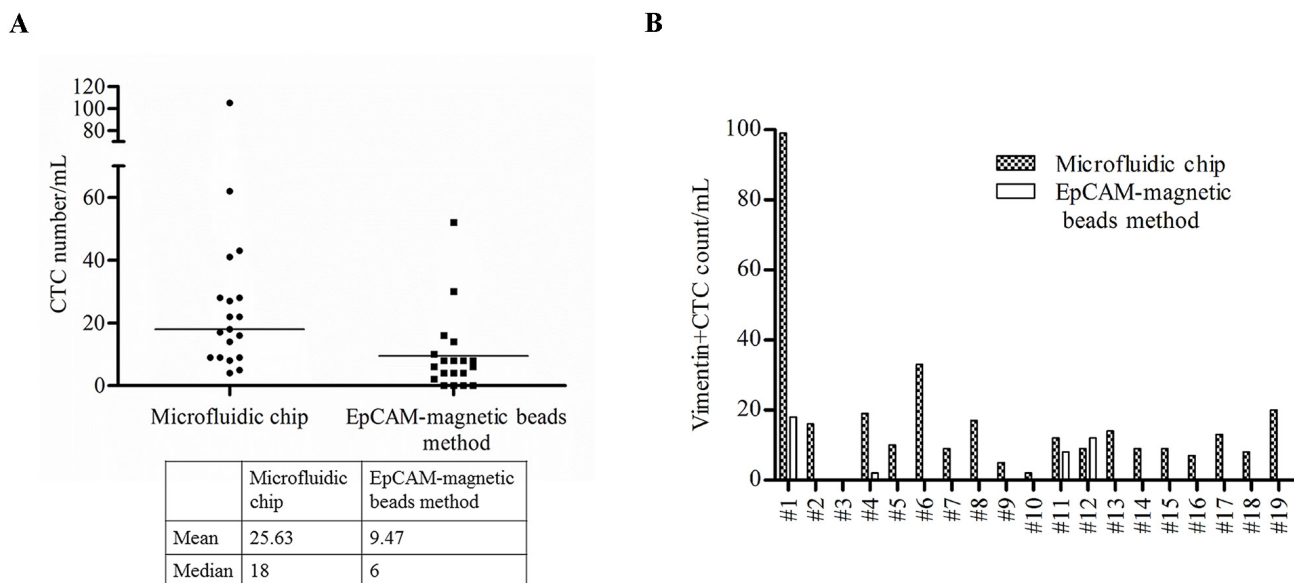 A
B
CTC number/mL
120
100
80
60
40
20
0
Microfluidic chip
EpCAM-magnetic beads
method
Microfluidic
chip
EpCAM-magnetic
beads method
Mean
25.63
9.47
Median
18
6
Vimentin+CTC count/mL
100
80
60
40
20
0
Microfluidic chip
EpCAM-magnetic
beads method
#1
#2
#3
#4
#5
#6
#7
#8
#9
#10
#11
#12
#13
#14
#15
#16
#17
#18
#19